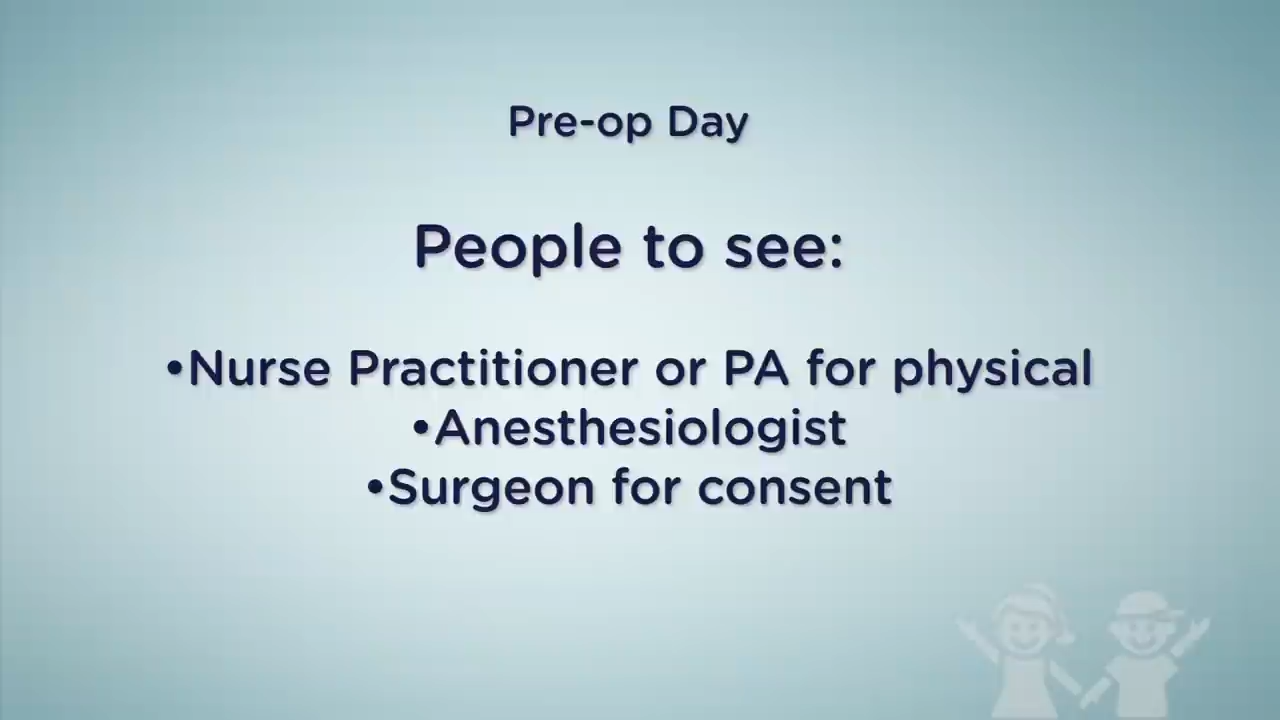 Pre-op Day
People to see:
•Nurse Practitioner or PA for physical
•Anesthesiologist
•Surgeon for consent